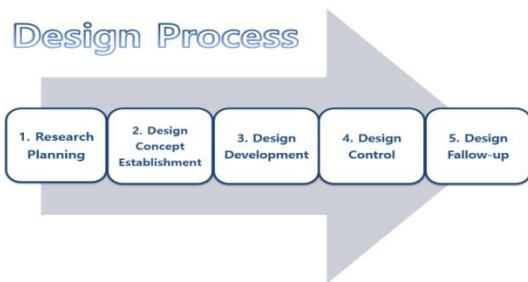 Design Process
1. Research
Planning
2. Design
Concept
Establishment
3. Design
Development
4. Design
Control
5. Design
Fallow-up